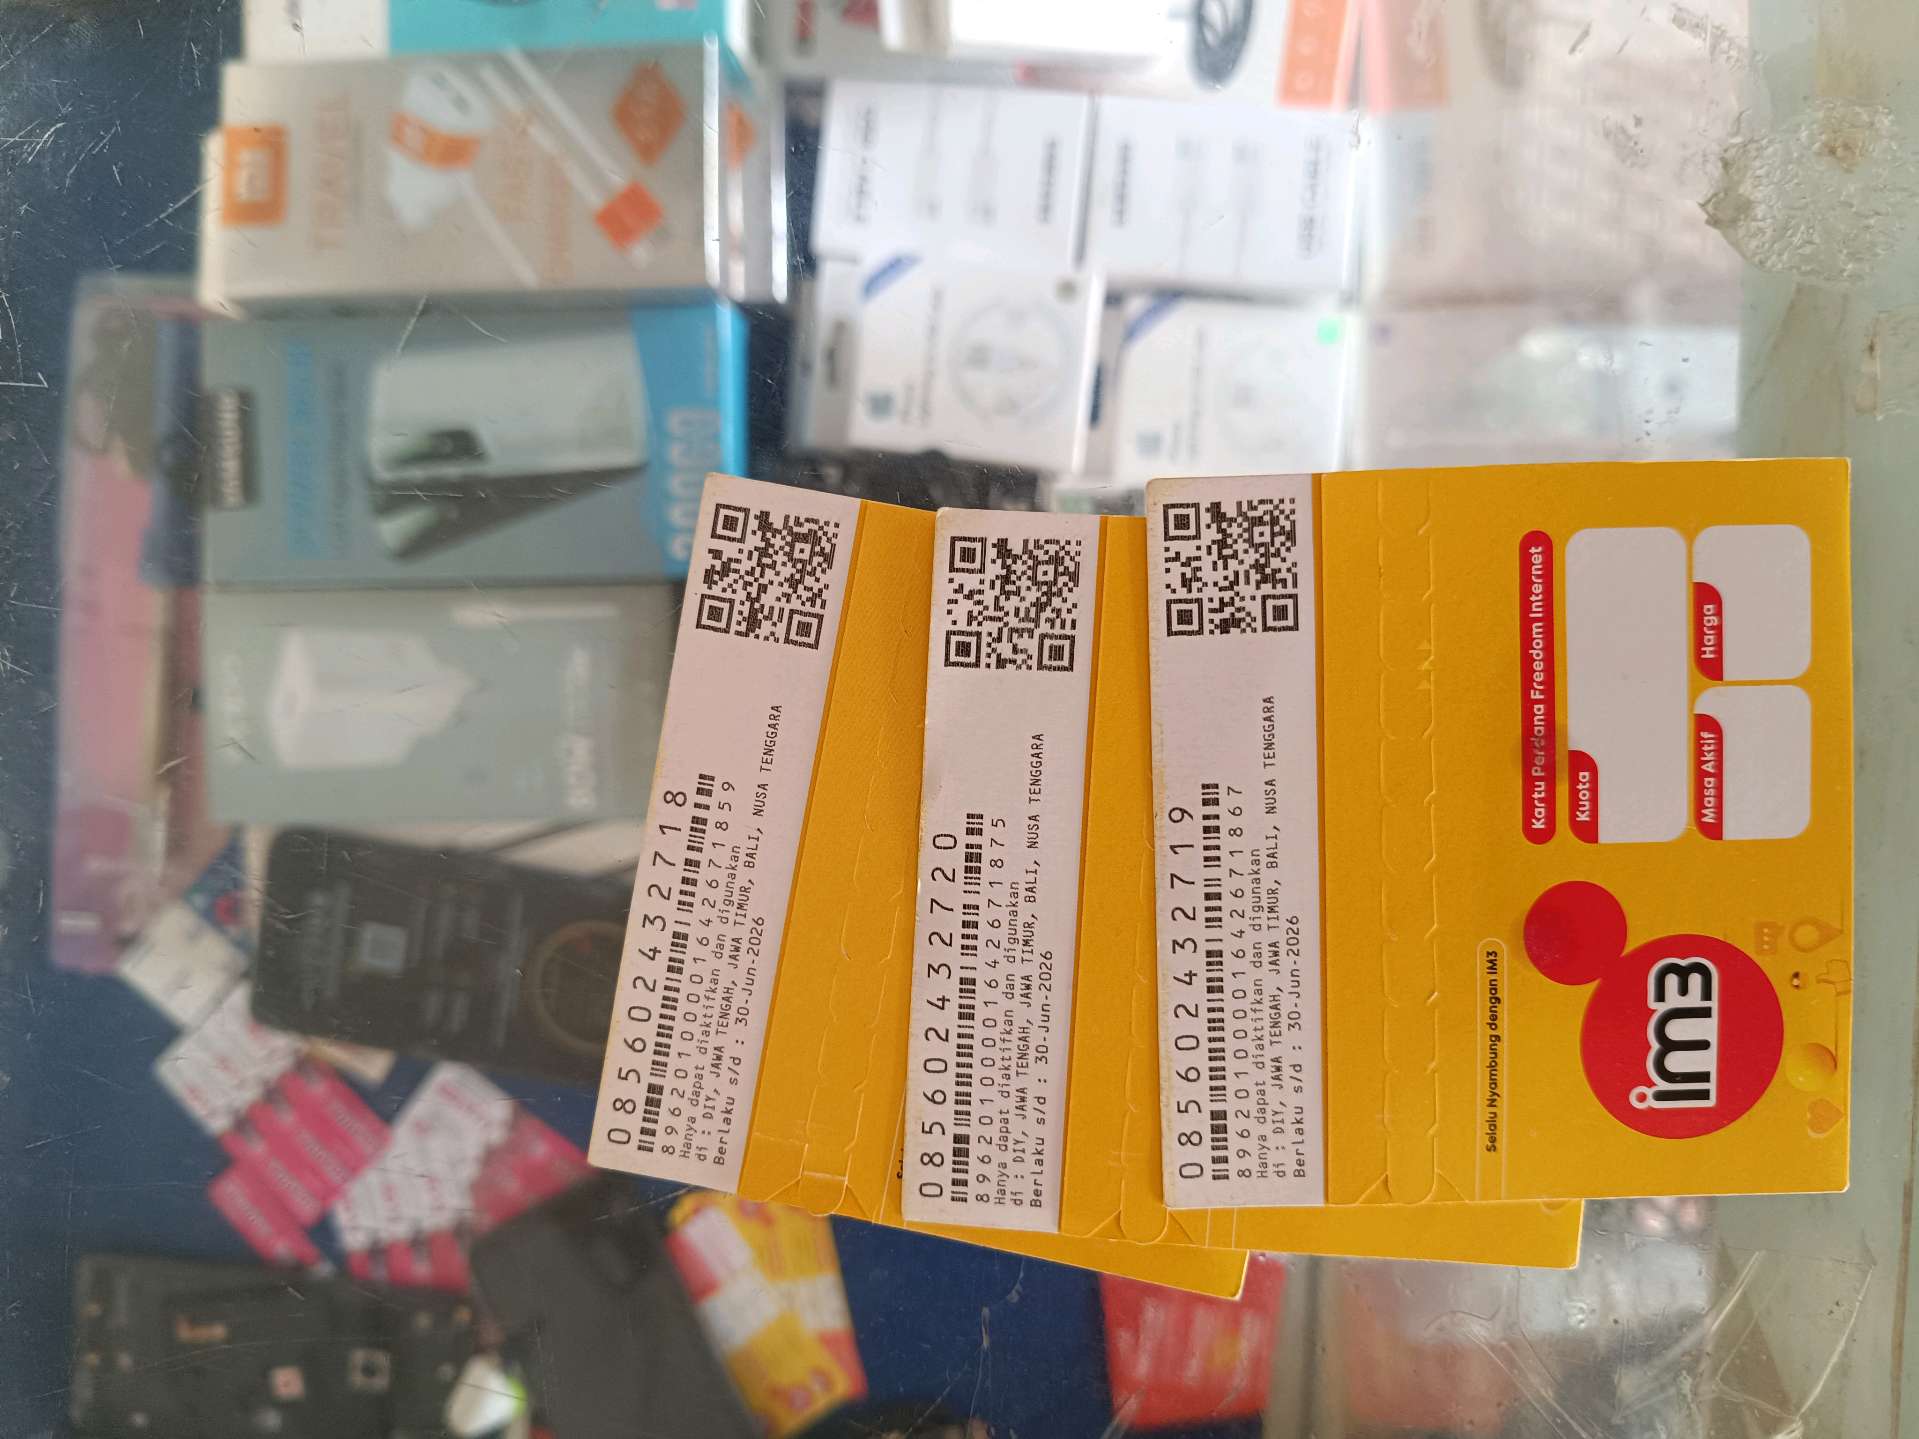 085602432718
89620100001642671859
Hanya dapat diaktifkan dan digunakan
di : DIY, JAWA TENGAH, JAWA TIMUR, BALI, NUSA TENGGARA
Berlaku s/d : 30-Jun-2026
085602432720
89620100001642671875
Hanya dapat diaktifkan dan digunakan
di : DIY, JAWA TENGAH, JAWA TIMUR, BALI, NUSA TENGGARA
Berlaku s/d : 30-Jun-2026
085602432719
89620100001642671867
Hanya dapat diaktifkan dan digunakan
di : DIY, JAWA TENGAH, JAWA TIMUR, BALI, NUSA TENGGARA
Berlaku s/d : 30-Jun-2026
Selalu Nyambung dengan IM3
Kartu Perdana Freedom Internet
Kuota
Masa Aktif
Harga
im3
TRAVEL
SAMSUNG